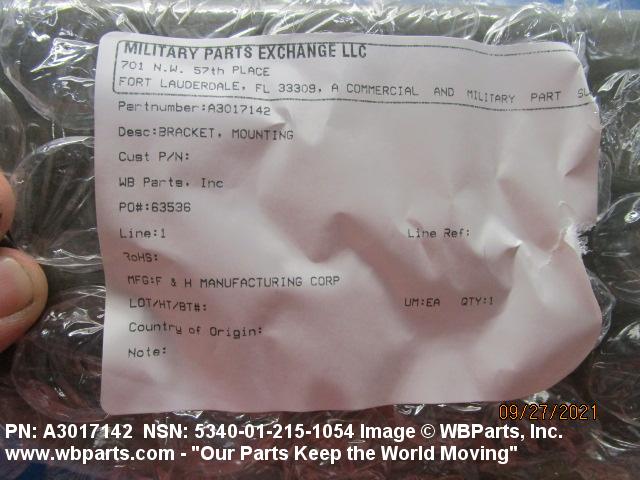 MILITARY PARTS EXCHANGE LLC
701 N.W. 57th PLACE
FORT LAUDERDALE, FL 33309, A COMMERCIAL AND MILITARY PART
Partnumber:A3017142
Desc:BRACKET, MOUNTING
Cust P/N:
WB Parts, Inc
PO#:63536
Line:1 Line Ref:
RoHS:
MFG:F & H MANUFACTURING CORP
LOT/HT/BT#: UM:EA QTY:1
Country of Origin:
Note:
09/27/2021
PN: A3017142 NSN: 5340-01-215-1054 Image © WBParts, Inc.
www.wbparts.com - "Our Parts Keep the World Moving"